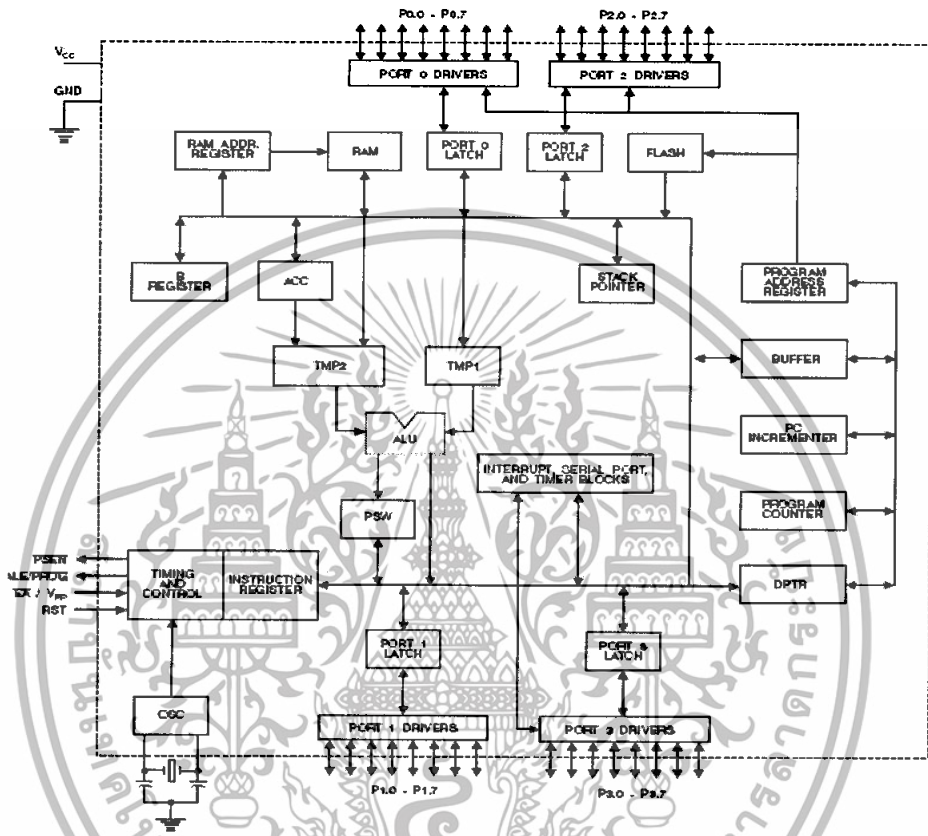 P0.0 - P0.7
P2.0 - P2.7
VCC
PORT 0 DRIVERS
PORT 2 DRIVERS
GND
RAM ADDR.
REGISTER
RAM
PORT 0
LATCH
PORT 2
LATCH
FLASH
B
REGISTER
ACC
STACK
POINTER
PROGRAM
ADDRESS
REGISTER
TMP2
TMP1
BUFFER
ALU
PC
INCREMENTER
INTERRUPT, SERIAL PORT,
AND TIMER BLOCKS
PSW
PROGRAM
COUNTER
PSEN
ALE/PROG
EA / VPP
RST
TIMING
AND
CONTROL
INSTRUCTION
REGISTER
DPTR
PORT 1
LATCH
PORT 3
LATCH
OSC
PORT 1 DRIVERS
PORT 3 DRIVERS
P1.0 - P1.7
P3.0 - P3.7